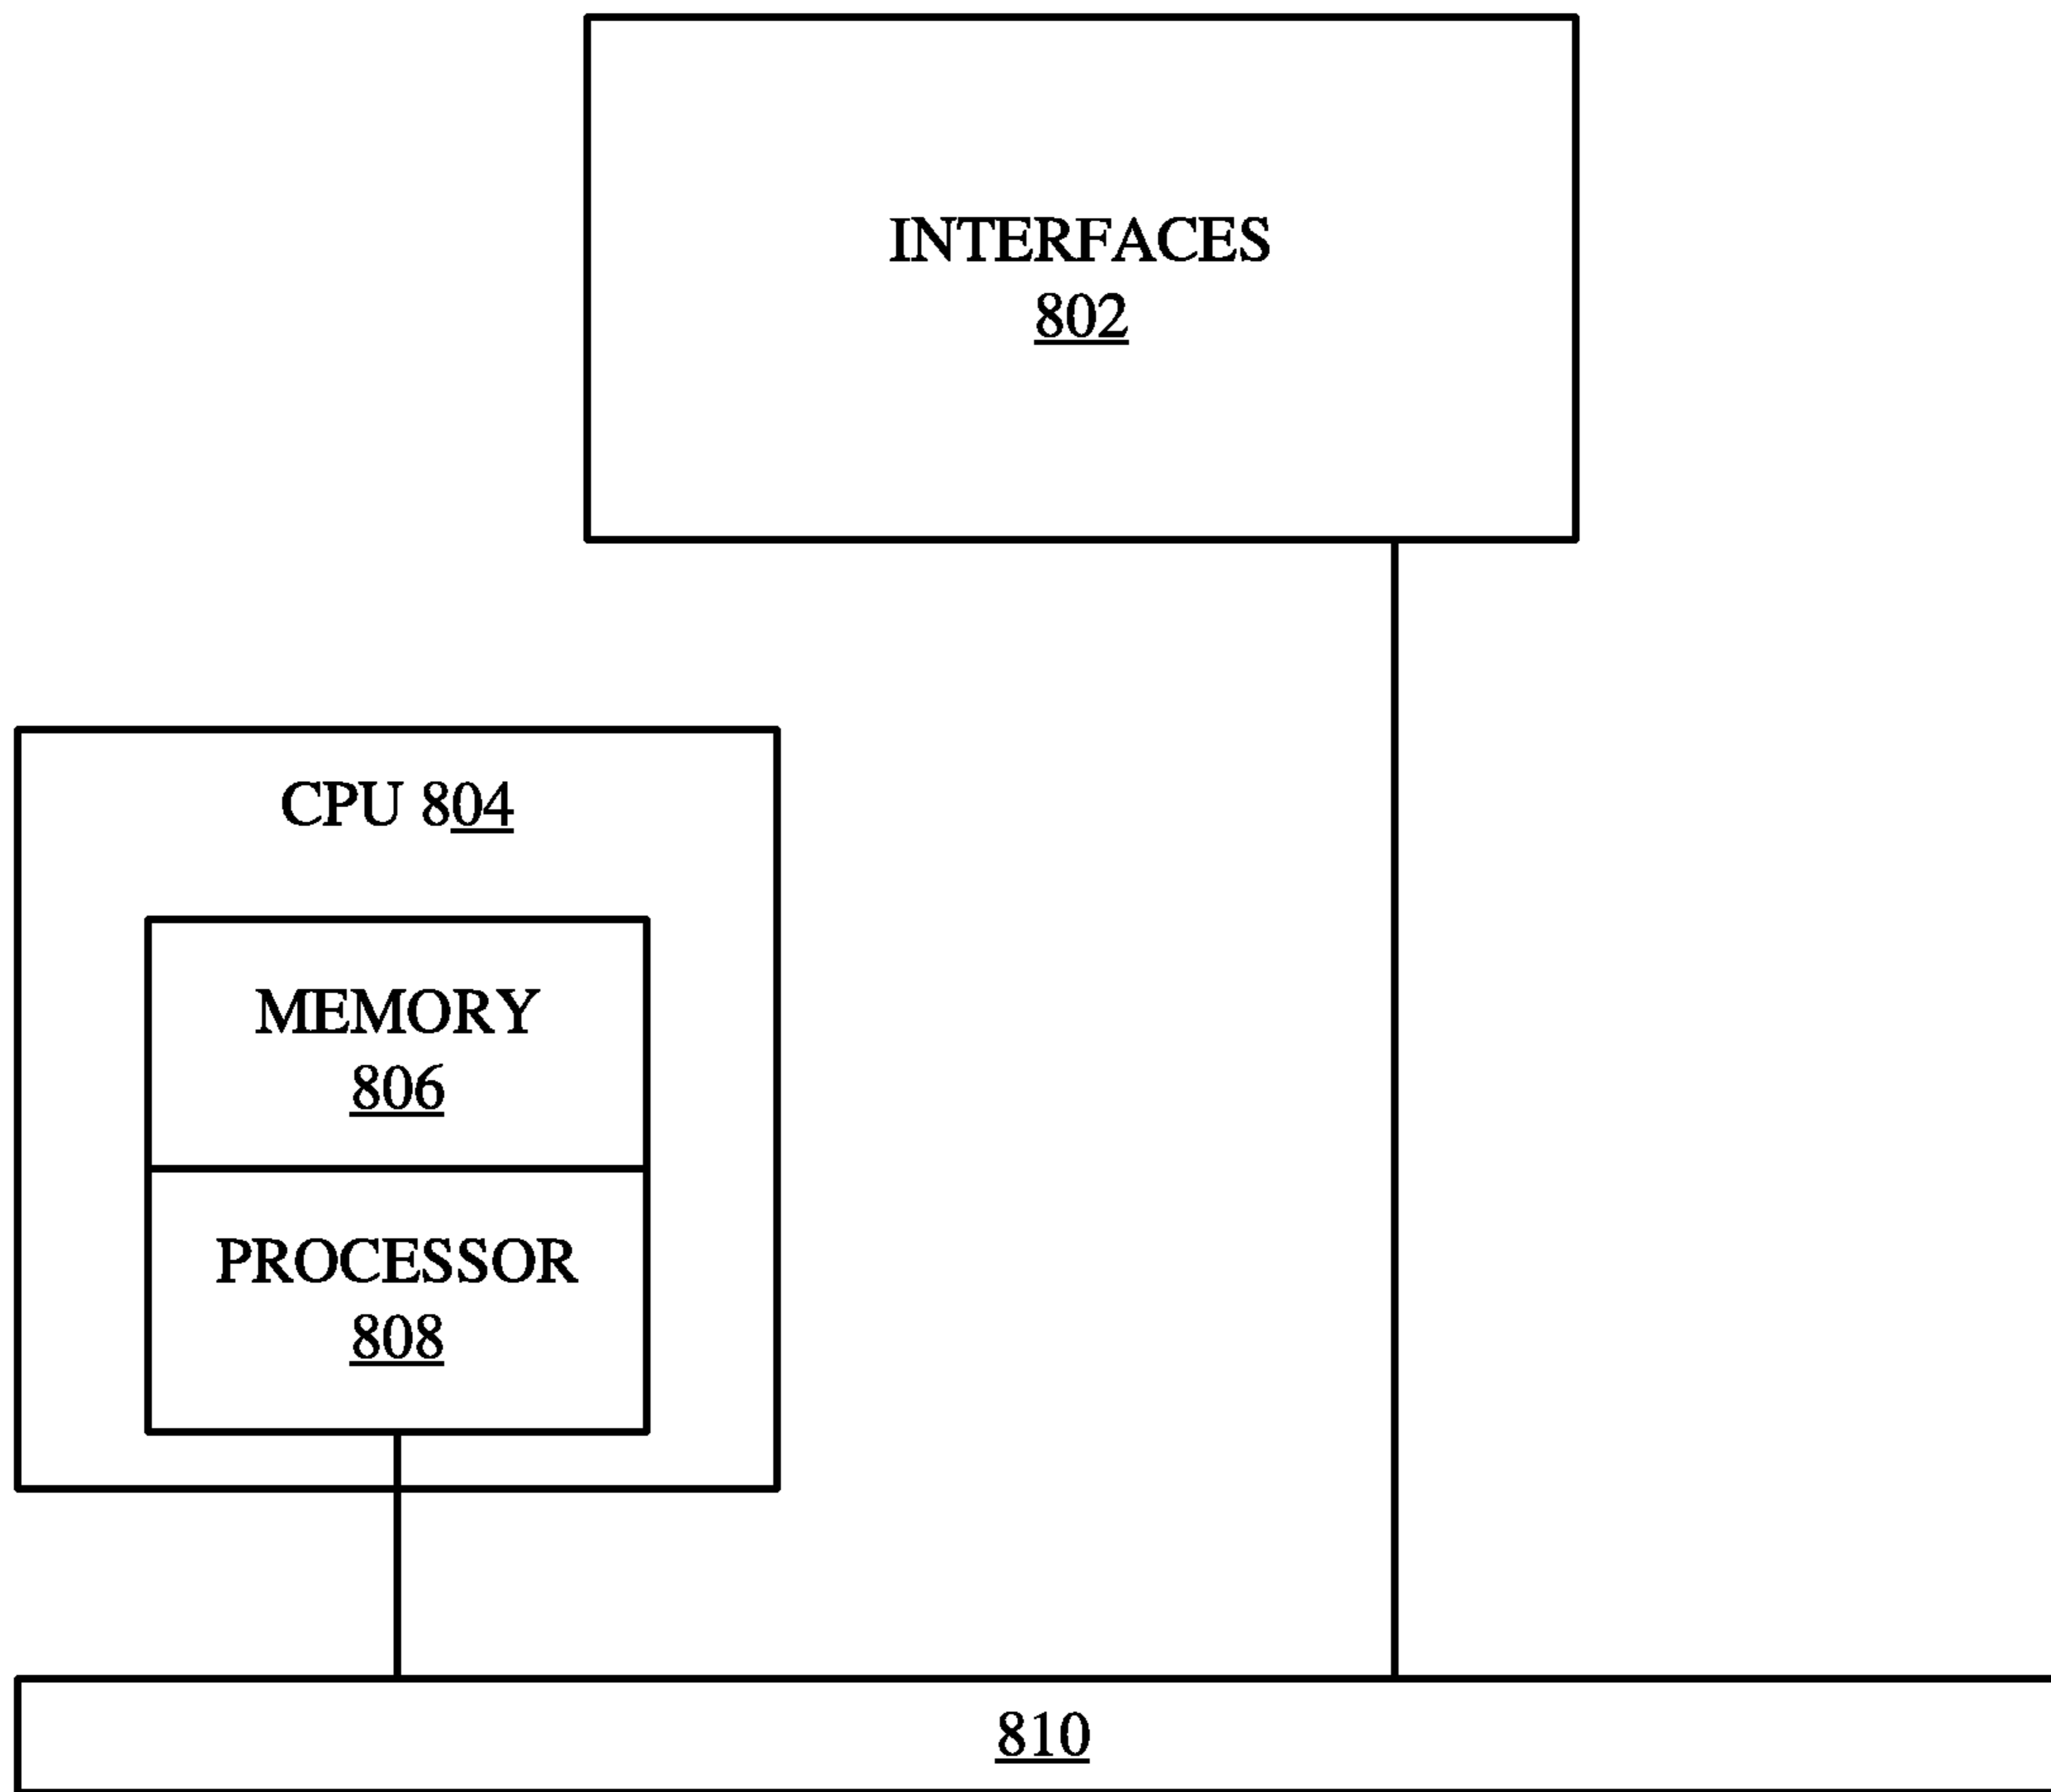 INTERFACES
802
CPU 804
MEMORY
806
PROCESSOR
808
810